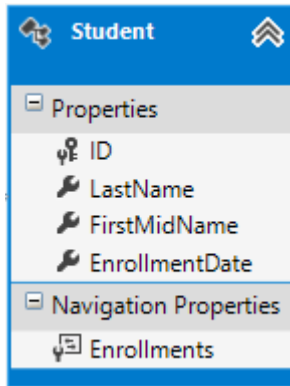 Student
Properties
ID
LastName
FirstMidName
EnrollmentDate
Navigation Properties
Enrollments